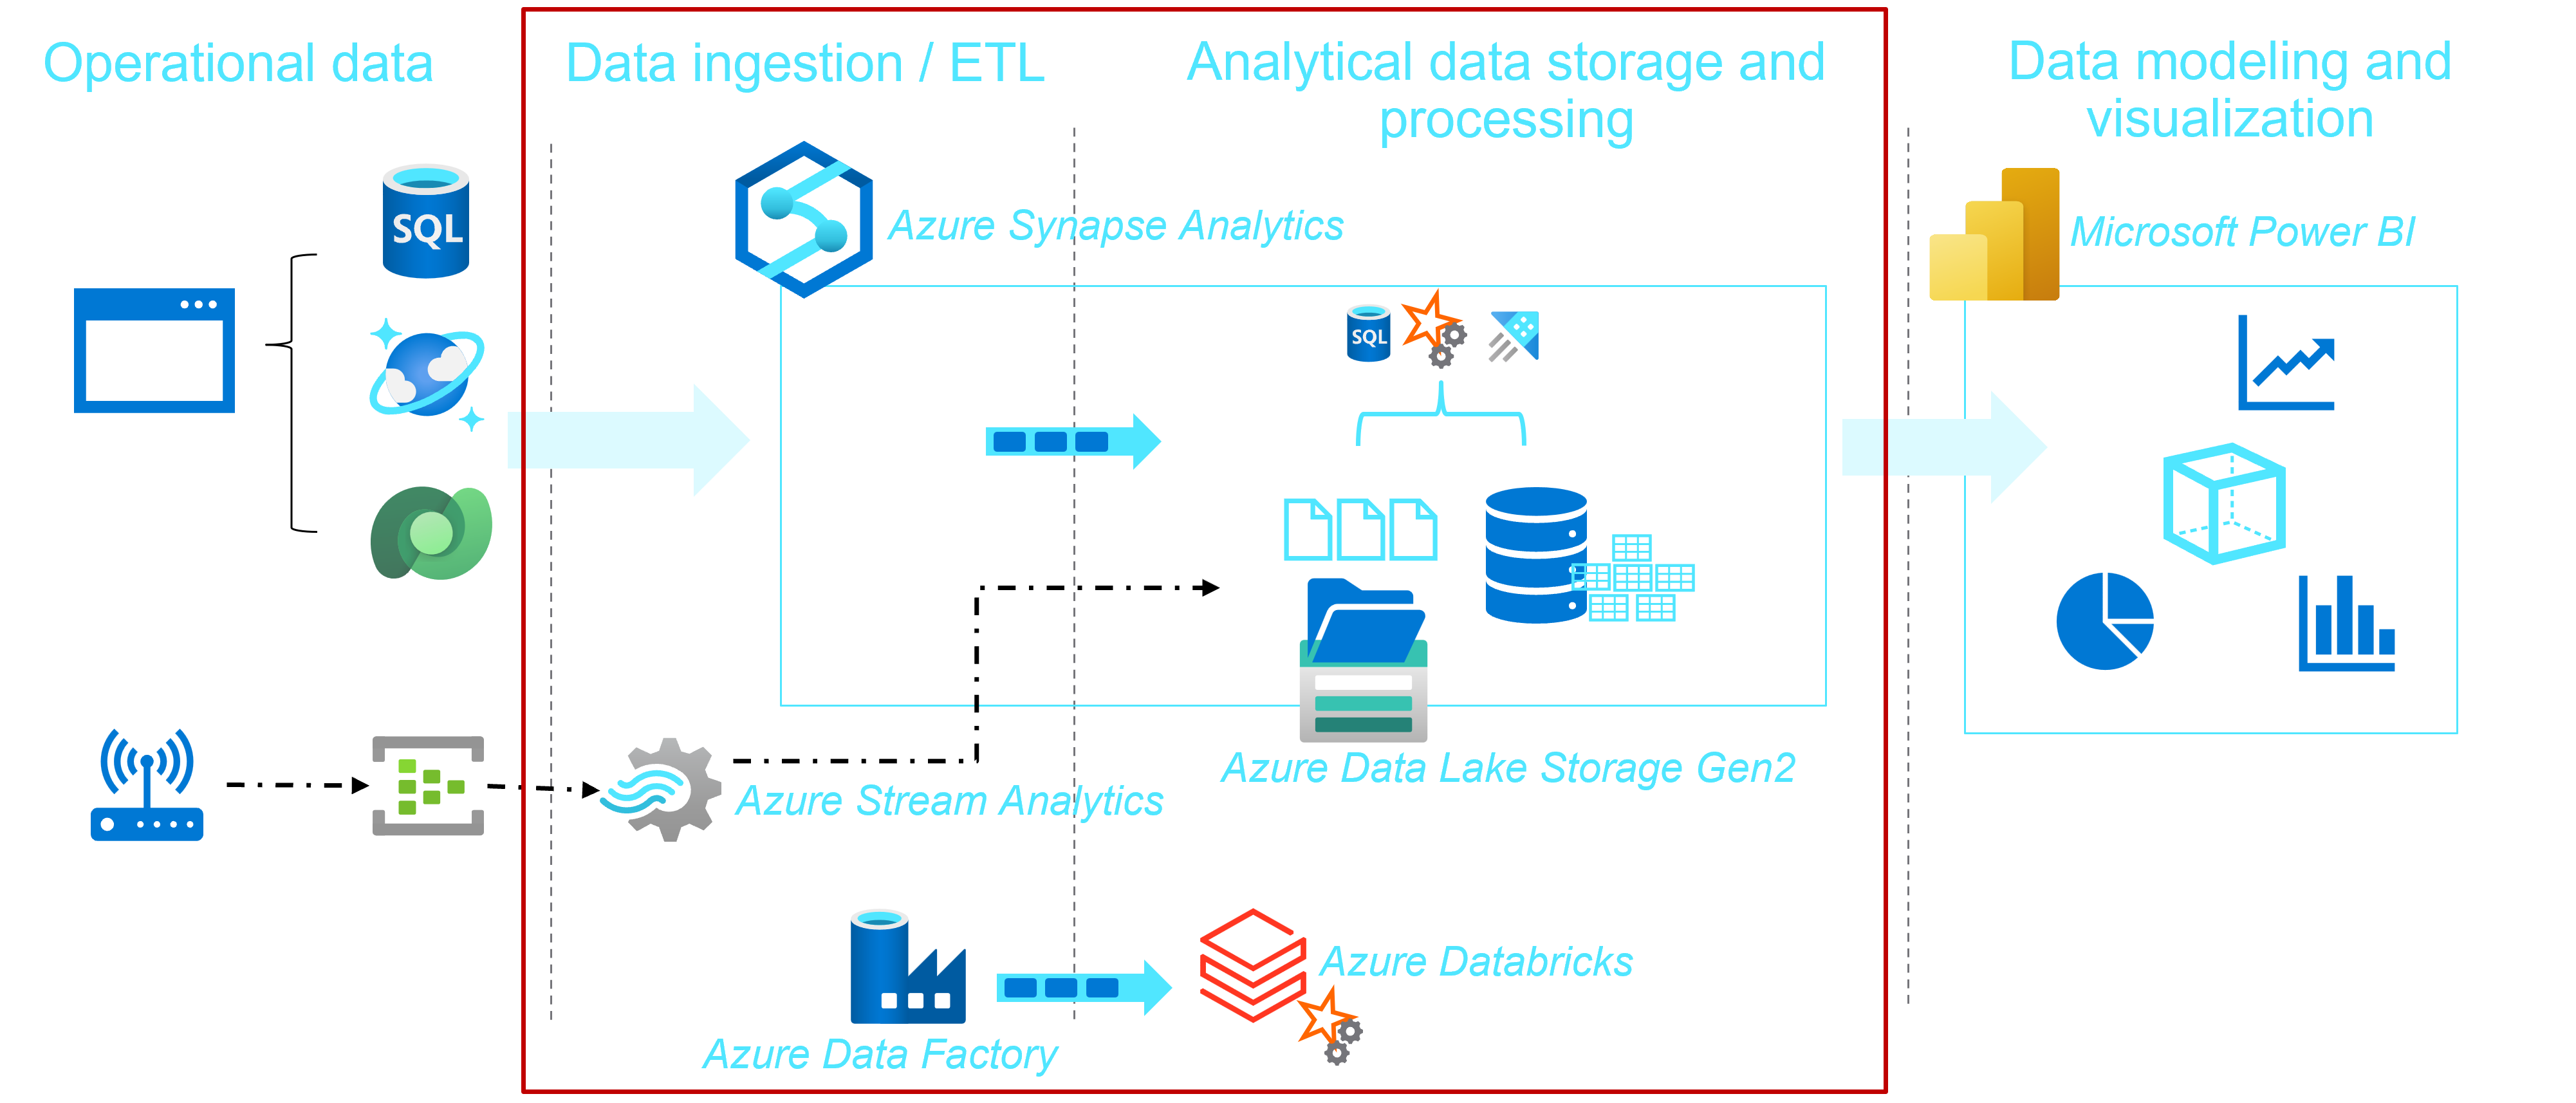 Operational data
Data ingestion / ETL
Analytical data storage and
processing
Data modeling and
visualization
SQL
Azure Synapse Analytics
Microsoft Power BI
SQL
Azure Stream Analytics
Azure Data Lake Storage Gen2
Azure Databricks
Azure Data Factory